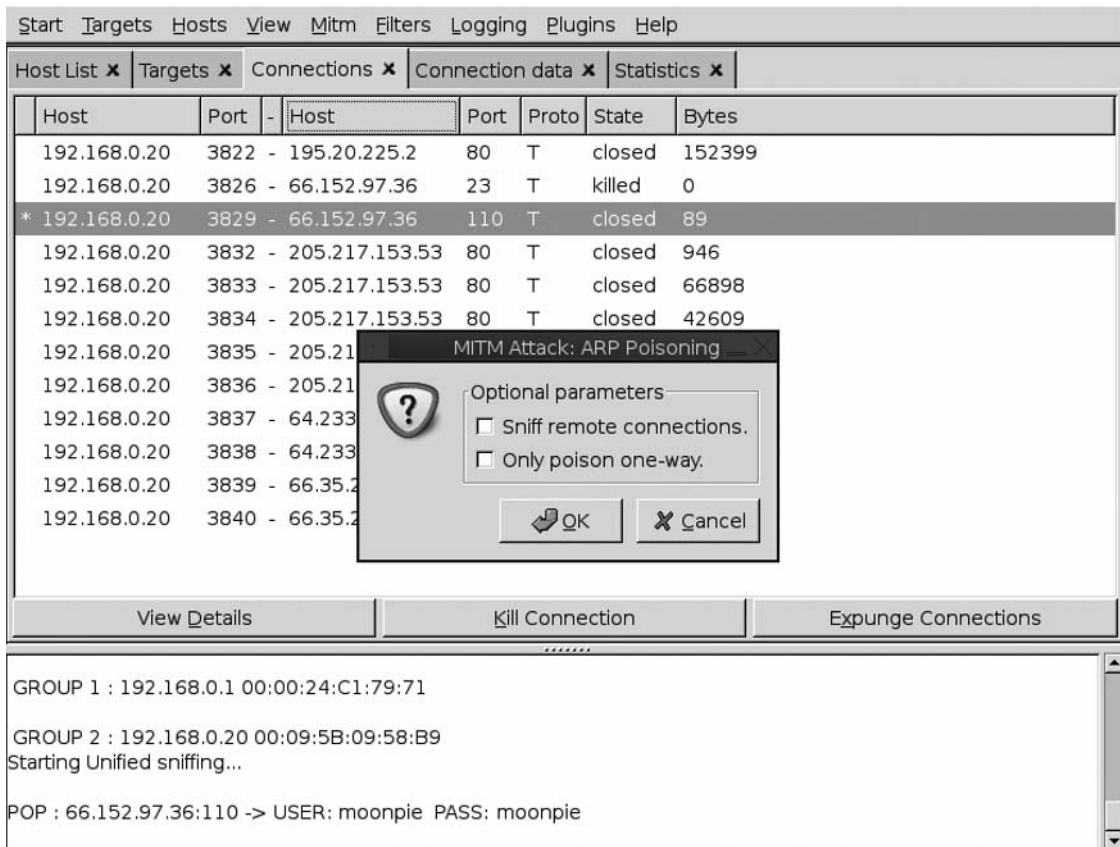 Start Targets Hosts View Mitm Filters Logging Plugins Help
Host List Targets Connections Connection data Statistics
Host Port - Host Port Proto State Bytes
192.168.0.20 3822 - 195.20.225.2 80 T closed 152399
192.168.0.20 3826 - 66.152.97.36 23 T killed 0
* 192.168.0.20 3829 - 66.152.97.36 110 T closed 89
192.168.0.20 3832 - 205.217.153.53 80 T closed 946
192.168.0.20 3833 - 205.217.153.53 80 T closed 66898
192.168.0.20 3834 - 205.217.153.53 80 T closed 42609
192.168.0.20 3835 - 205.21
192.168.0.20 3836 - 205.21
192.168.0.20 3837 - 64.233
192.168.0.20 3838 - 64.233
192.168.0.20 3839 - 66.35.2
192.168.0.20 3840 - 66.35.2
MITM Attack: ARP Poisoning
Optional parameters
Sniff remote connections.
Only poison one-way.
OK Cancel
View Details Kill Connection Expunge Connections
GROUP 1 : 192.168.0.1 00:00:24:C1:79:71
GROUP 2 : 192.168.0.20 00:09:5B:09:58:B9
Starting Unified sniffing...
POP : 66.152.97.36:110 -> USER: moonpie PASS: moonpie